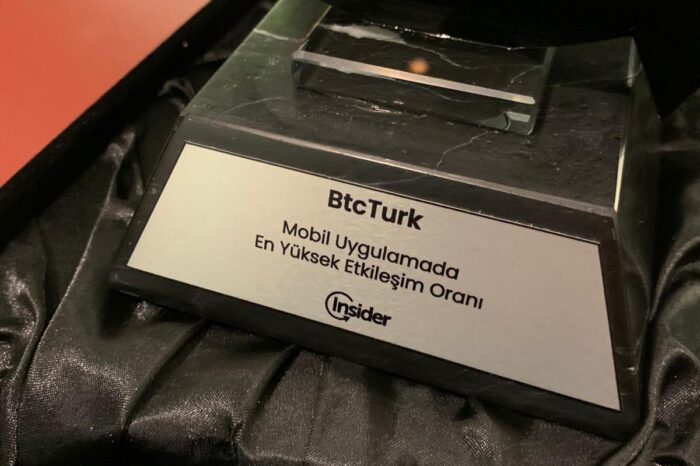 BtcTurk
Mobil Uygulamada
En Yüksek Etkileşim Oranı
Insider